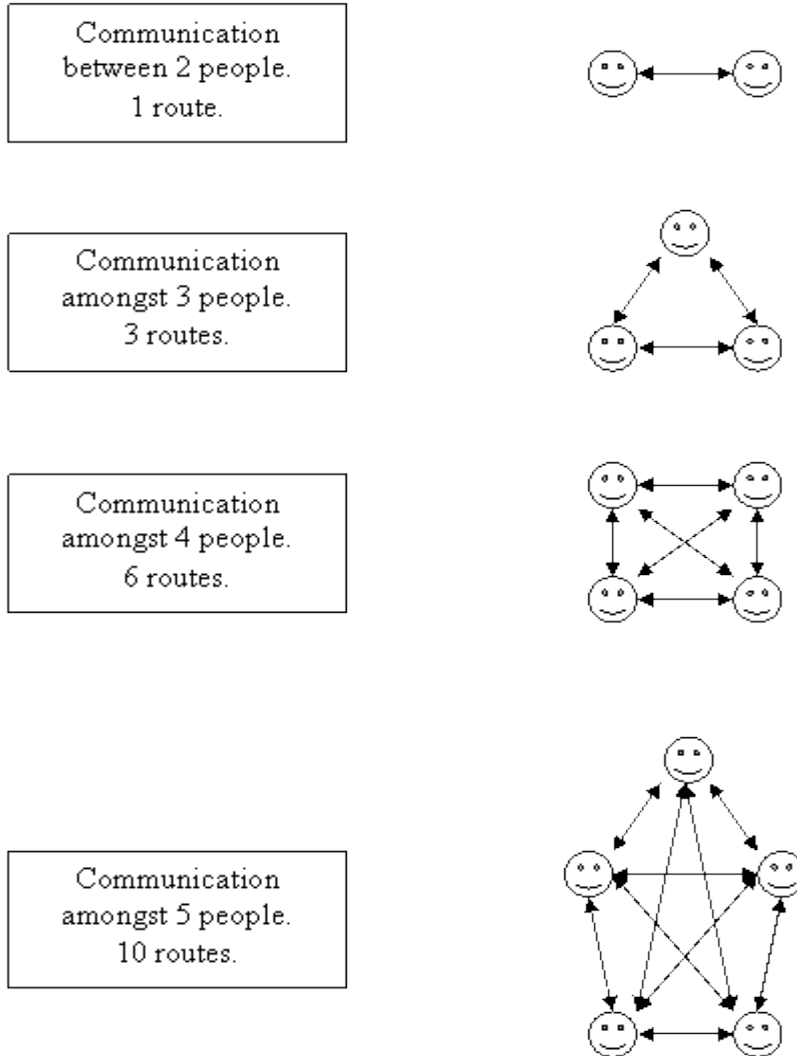 Communication
between 2 people.
1 route.
Communication
amongst 3 people.
3 routes.
Communication
amongst 4 people.
6 routes.
Communication
amongst 5 people.
10 routes.